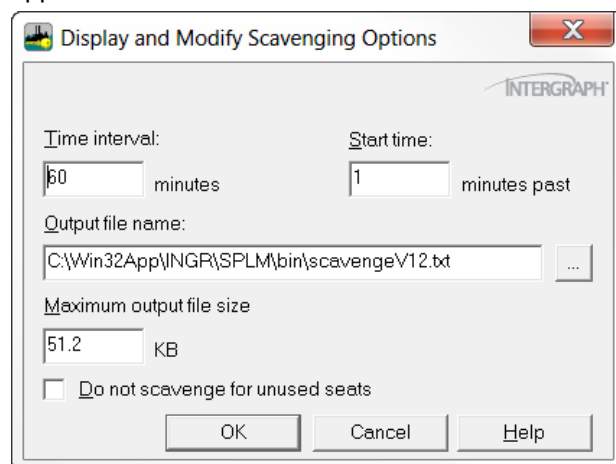 Display and Modify Scavenging Options
X
INTERGRAPH
Time interval:
Start time:
60 minutes
1 minutes past
Output file name:
C:\Win32App\INGR\SPLM\bin\scavengeV12.txt ...
Maximum output file size
51.2 KB
Do not scavenge for unused seats
OK Cancel Help